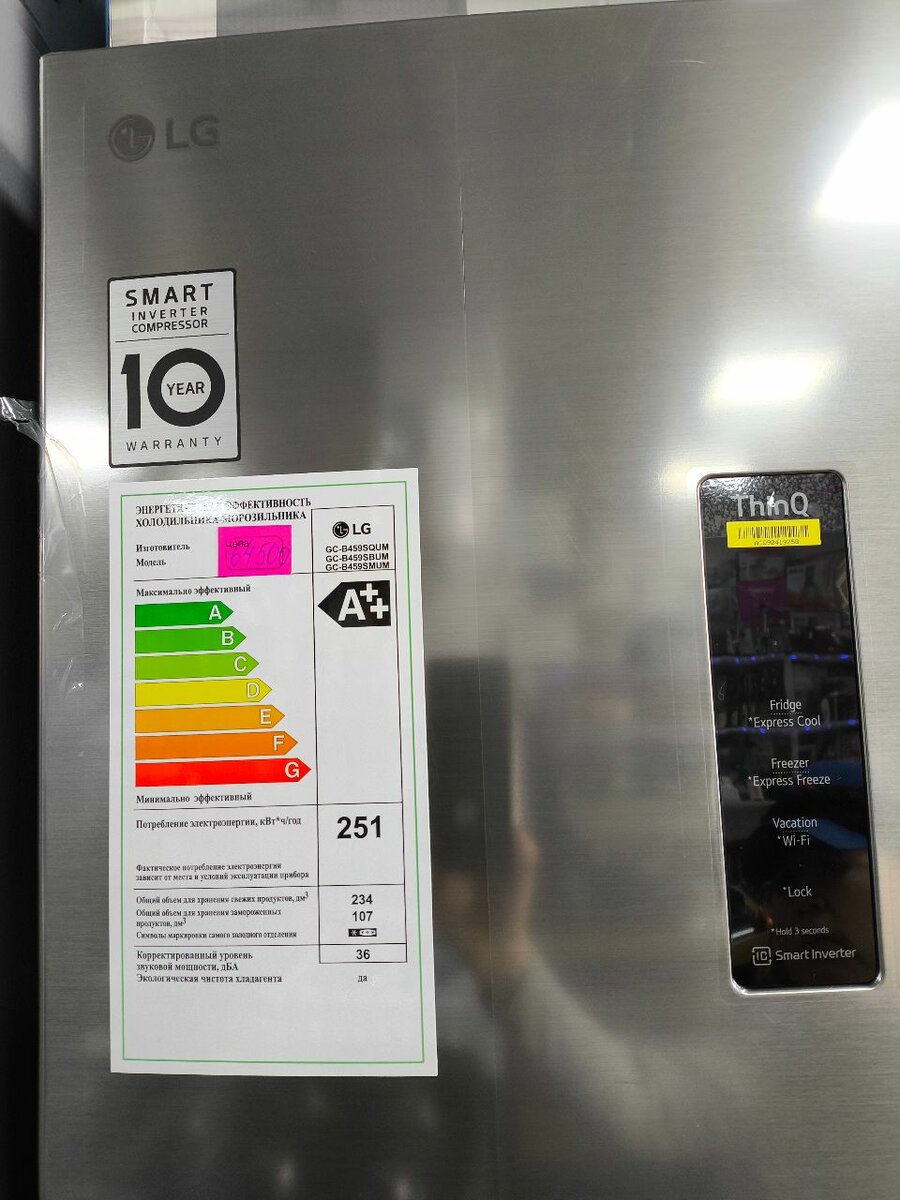 LG
SMART
INVERTER
COMPRESSOR
10
YEAR
WARRANTY
ЭФФЕКТИВНОСТЬ
ХОЛОДИЛЬНИКА-МОРОЗИЛЬНИКА
Изготовитель
Модель
LG
GC-B459SQUM
GC-B459SBUM
GC-B459SMUM
Максимально эффективный
A++
A
B
C
D
E
F
G
Минимально эффективный
Потребление электроэнергии, кВт*ч/год
251
Фактическое потребление электроэнергии
зависит от места и условий эксплуатации прибора
Общий объем для хранения свежих продуктов, дм³
234
Общий объем для хранения замороженных
продуктов, дм³
107
Символы маркировки самого холодного отделения
Корректированный уровень
звуковой мощности, дБА
36
Экологическая чистота хладагента
да
ThinQ
Fridge
*Express Cool
Freezer
*Express Freeze
Vacation
*Wi-Fi
*Lock
*Hold 3 seconds
Smart Inverter